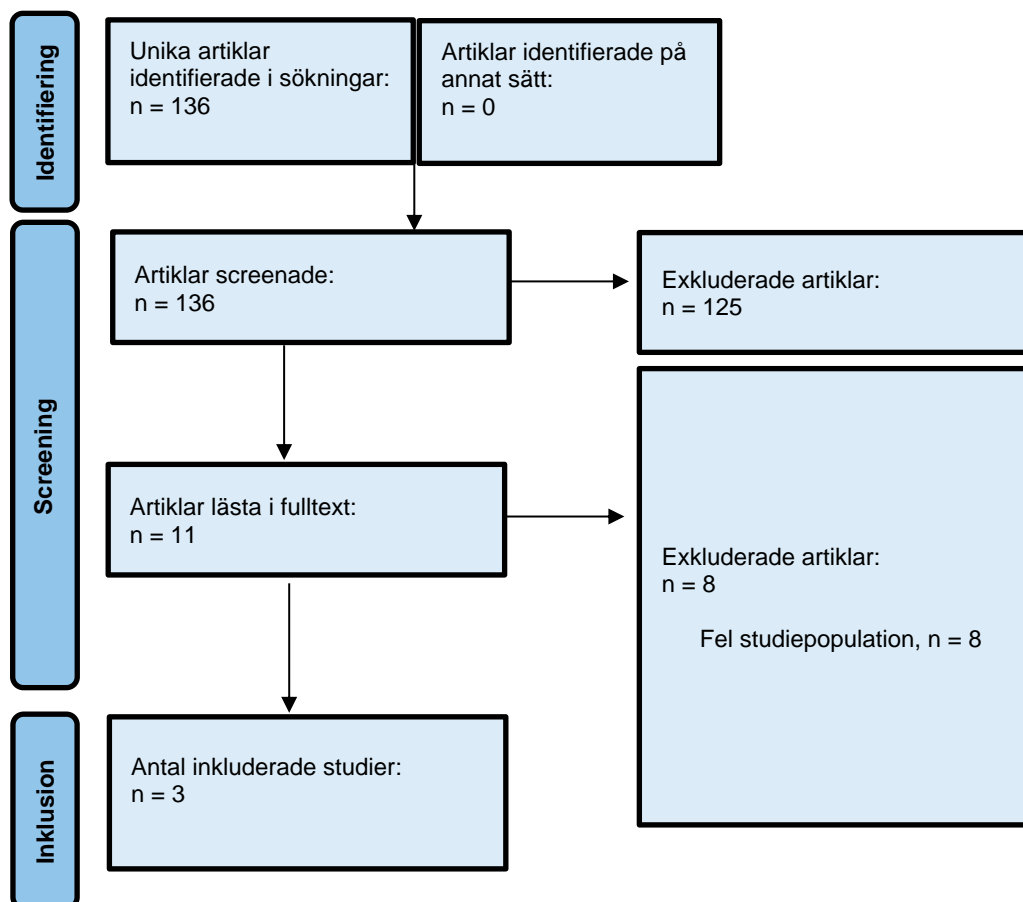 Identifiering
Unika artiklar
identifierade i sökningar:
n = 136
Artiklar identifierade på
annat sätt:
n = 0
Screening
Artiklar screenade:
n = 136
Exkluderade artiklar:
n = 125
Artiklar lästa i fulltext:
n = 11
Exkluderade artiklar:
n = 8
Fel studiepopulation, n = 8
Inklusion
Antal inkluderade studier:
n = 3